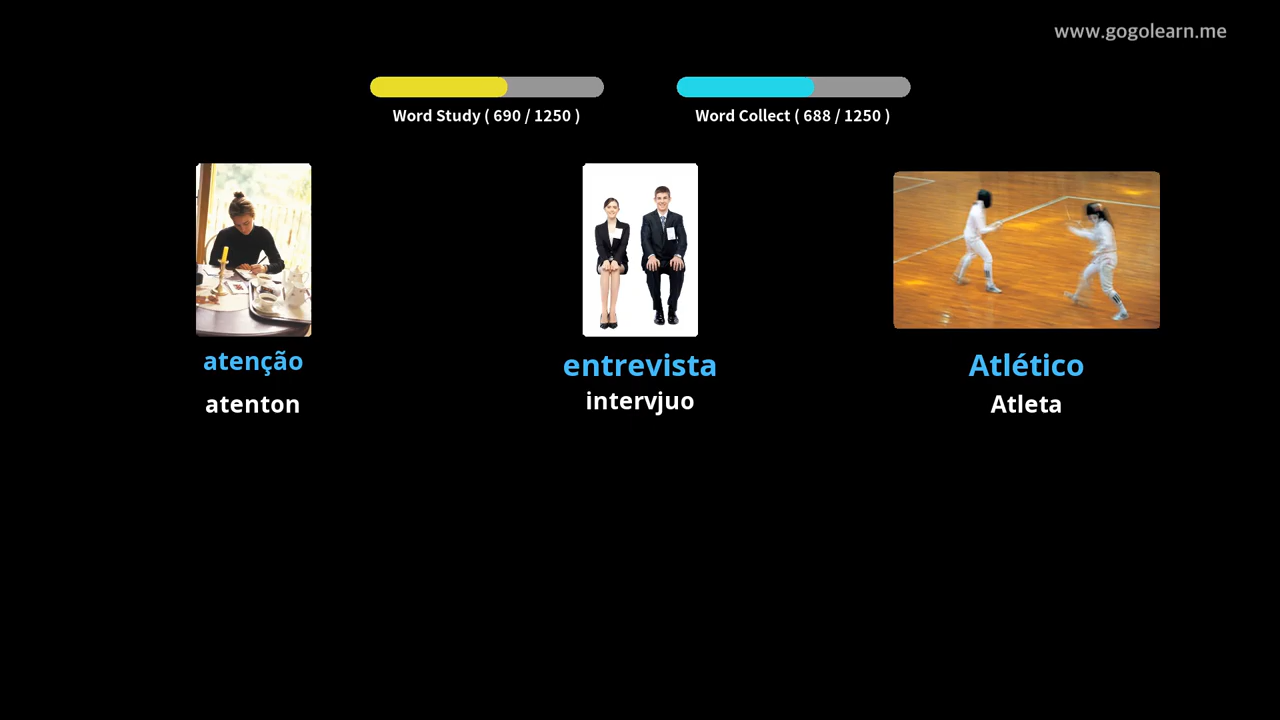 www.gogolearn.me
Word Study ( 690 / 1250 )
Word Collect ( 688 / 1250 )
atenção
atenton
entrevista
intervjuo
Atlético
Atleta